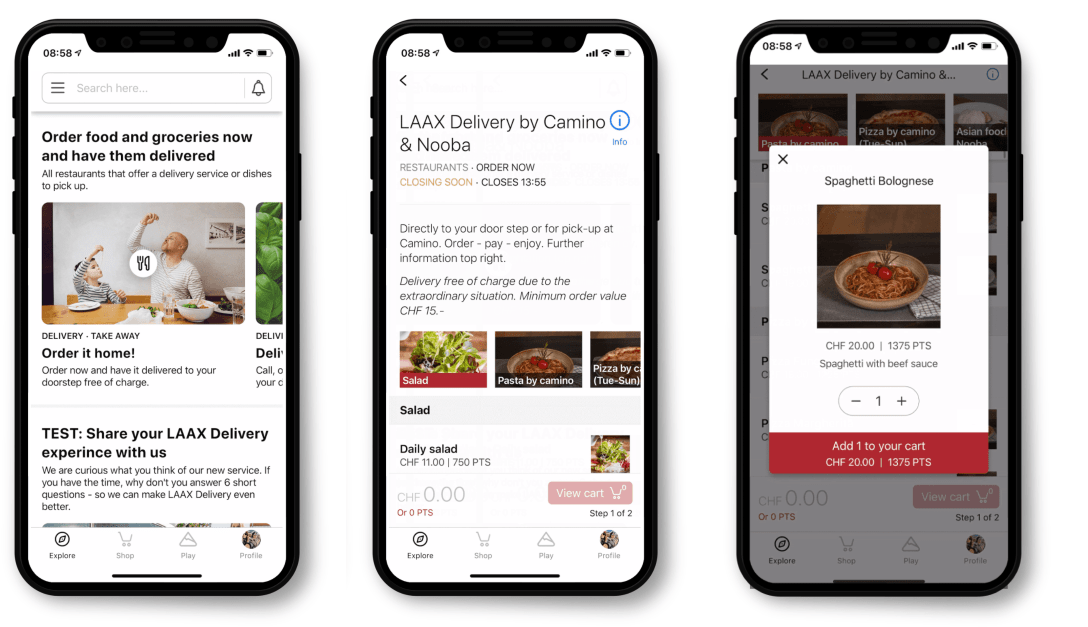 08:58
Search here...
Order food and groceries now
and have them delivered
All restaurants that offer a delivery service or dishes
to pick up.
DELIVERY · TAKE AWAY
Order it home!
Order now and have it delivered to your
doorstep free of charge.
DELIVI
Deli
Call, o
your d
TEST: Share your LAAX Delivery
experince with us
We are curious what you think of our new service. If
you have the time, why don't you answer 6 short
questions - so we can make LAAX Delivery even
better.
Explore
Shop
Play
Profile
08:58
LAAX Delivery by Camino
& Nooba
Info
RESTAURANTS · ORDER NOW
CLOSING SOON · CLOSES 13:55
Directly to your door step or for pick-up at
Camino. Order - pay - enjoy. Further
information top right.
Delivery free of charge due to the
extraordinary situation. Minimum order value
CHF 15.-
Salad
Pasta by camino
Pizza by c
(Tue-Sun)
Salad
Daily salad
CHF 11.00 | 750 PTS
CHF 0.00
Or 0 PTS
View cart 0
Step 1 of 2
Explore
Shop
Play
Profile
08:58
LAAX Delivery by Camino &...
Pasta by camino
Pizza by camino
(Tue-Sun)
Asian food
Nooba
P
S
C
S
C
P
P
C
P
Spaghetti Bolognese
CHF 20.00 | 1375 PTS
Spaghetti with beef sauce
− 1 +
Add 1 to your cart
CHF 20.00 | 1375 PTS
CHF 0.00
Or 0 PTS
View cart 0
Step 1 of 2
Explore
Shop
Play
Profile